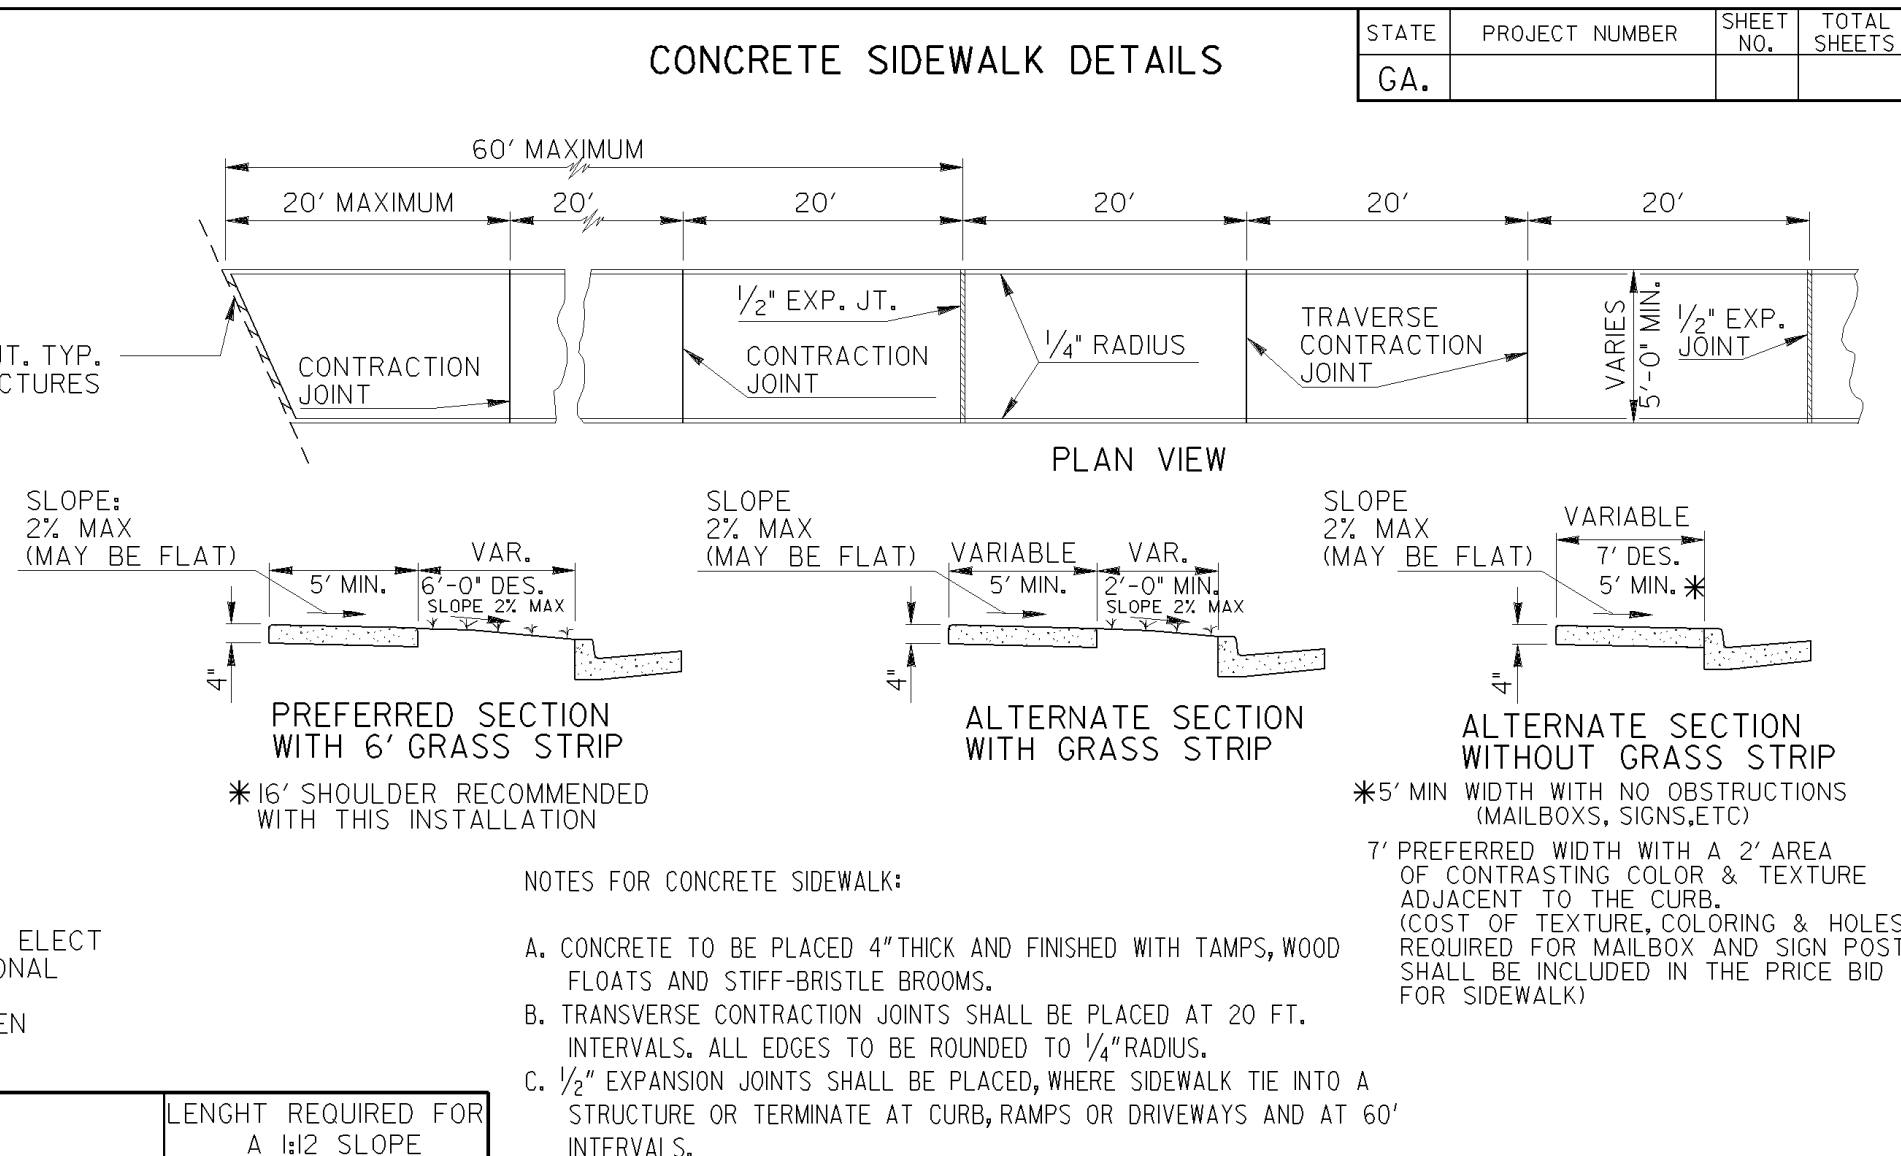 CONCRETE SIDEWALK DETAILS
STATE
PROJECT NUMBER
SHEET
NO.
TOTAL
SHEETS
GA.
60' MAXIMUM
20' MAXIMUM
20'
20'
20'
20'
20'
1/2" EXP. JT.
CONTRACTION
JOINT
CONTRACTION
JOINT
1/4" RADIUS
TRAVERSE
CONTRACTION
JOINT
VARIES
5'-0" MIN.
1/2" EXP.
JOINT
T. TYP.
CTURES
PLAN VIEW
SLOPE:
2% MAX
(MAY BE FLAT)
VAR.
5' MIN.
6'-0" DES.
SLOPE 2% MAX
4"
PREFERRED SECTION
WITH 6' GRASS STRIP
*16' SHOULDER RECOMMENDED
WITH THIS INSTALLATION
SLOPE
2% MAX
(MAY BE FLAT)
VARIABLE
VAR.
5' MIN.
2'-0" MIN.
SLOPE 2% MAX
4"
ALTERNATE SECTION
WITH GRASS STRIP
SLOPE
2% MAX
(MAY BE FLAT)
VARIABLE
7' DES.
5' MIN. *
4"
ALTERNATE SECTION
WITHOUT GRASS STRIP
*5' MIN WIDTH WITH NO OBSTRUCTIONS
(MAILBOXS, SIGNS,ETC)
7' PREFERRED WIDTH WITH A 2' AREA
OF CONTRASTING COLOR & TEXTURE
ADJACENT TO THE CURB.
(COST OF TEXTURE, COLORING & HOLES
REQUIRED FOR MAILBOX AND SIGN POST
SHALL BE INCLUDED IN THE PRICE BID
FOR SIDEWALK)
NOTES FOR CONCRETE SIDEWALK:
A. CONCRETE TO BE PLACED 4" THICK AND FINISHED WITH TAMPS, WOOD
FLOATS AND STIFF-BRISTLE BROOMS.
B. TRANSVERSE CONTRACTION JOINTS SHALL BE PLACED AT 20 FT.
INTERVALS. ALL EDGES TO BE ROUNDED TO 1/4" RADIUS.
C. 1/2" EXPANSION JOINTS SHALL BE PLACED, WHERE SIDEWALK TIE INTO A
STRUCTURE OR TERMINATE AT CURB, RAMPS OR DRIVEWAYS AND AT 60'
INTERVALS.
ELECT
ONAL
EN
LENGHT REQUIRED FOR
A 1:12 SLOPE